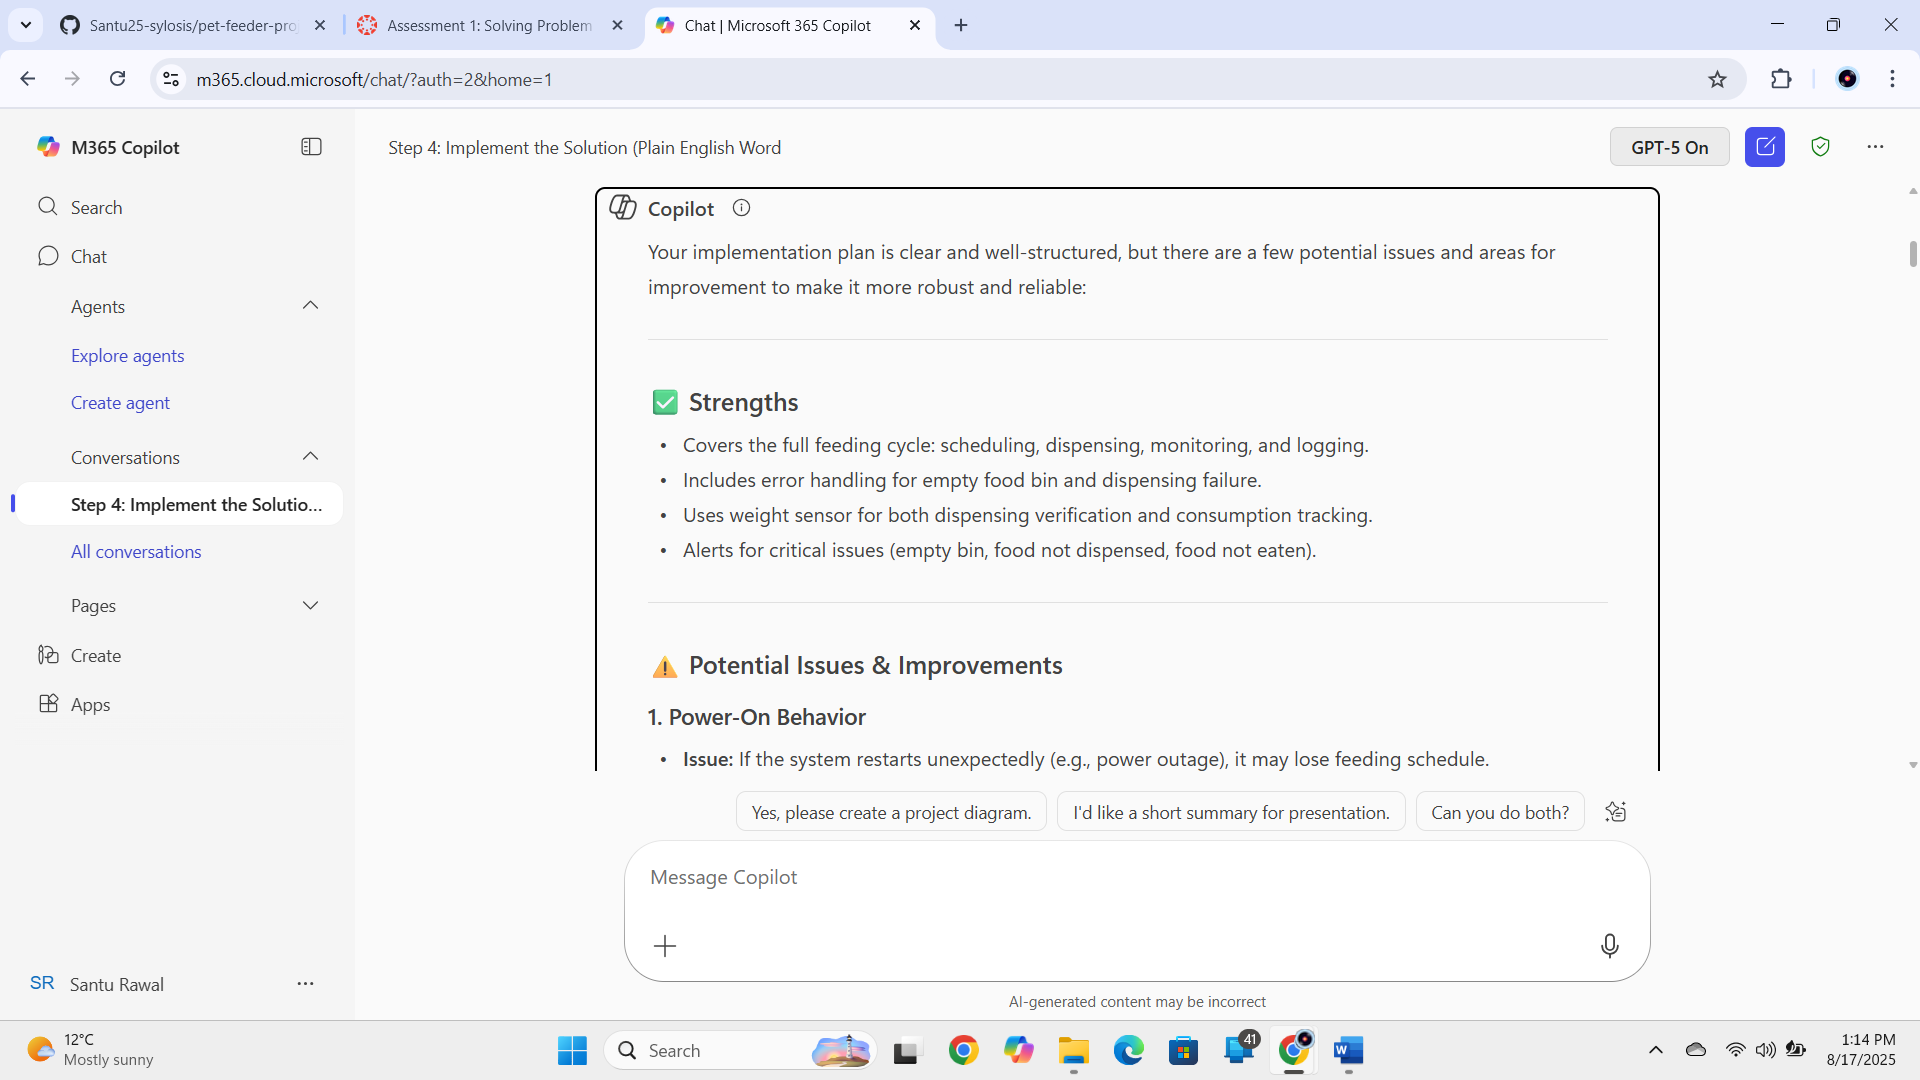 Santu25-sylosis/pet-feeder-pro
Assessment 1: Solving Problem
Chat | Microsoft 365 Copilot
m365.cloud.microsoft/chat/?auth=2&home=1
M365 Copilot
Search
Chat
Agents
Explore agents
Create agent
Conversations
Step 4: Implement the Solutio...
All conversations
Pages
Create
Apps
SR Santu Rawal
Step 4: Implement the Solution (Plain English Word
GPT-5 On
Copilot
Your implementation plan is clear and well-structured, but there are a few potential issues and areas for
improvement to make it more robust and reliable:
✅ Strengths
• Covers the full feeding cycle: scheduling, dispensing, monitoring, and logging.
• Includes error handling for empty food bin and dispensing failure.
• Uses weight sensor for both dispensing verification and consumption tracking.
• Alerts for critical issues (empty bin, food not dispensed, food not eaten).
⚠️ Potential Issues & Improvements
1. Power-On Behavior
• Issue: If the system restarts unexpectedly (e.g., power outage), it may lose feeding schedule.
Yes, please create a project diagram.
I'd like a short summary for presentation.
Can you do both?
Message Copilot
AI-generated content may be incorrect
12°C
Mostly sunny
Search
41
1:14 PM
8/17/2025